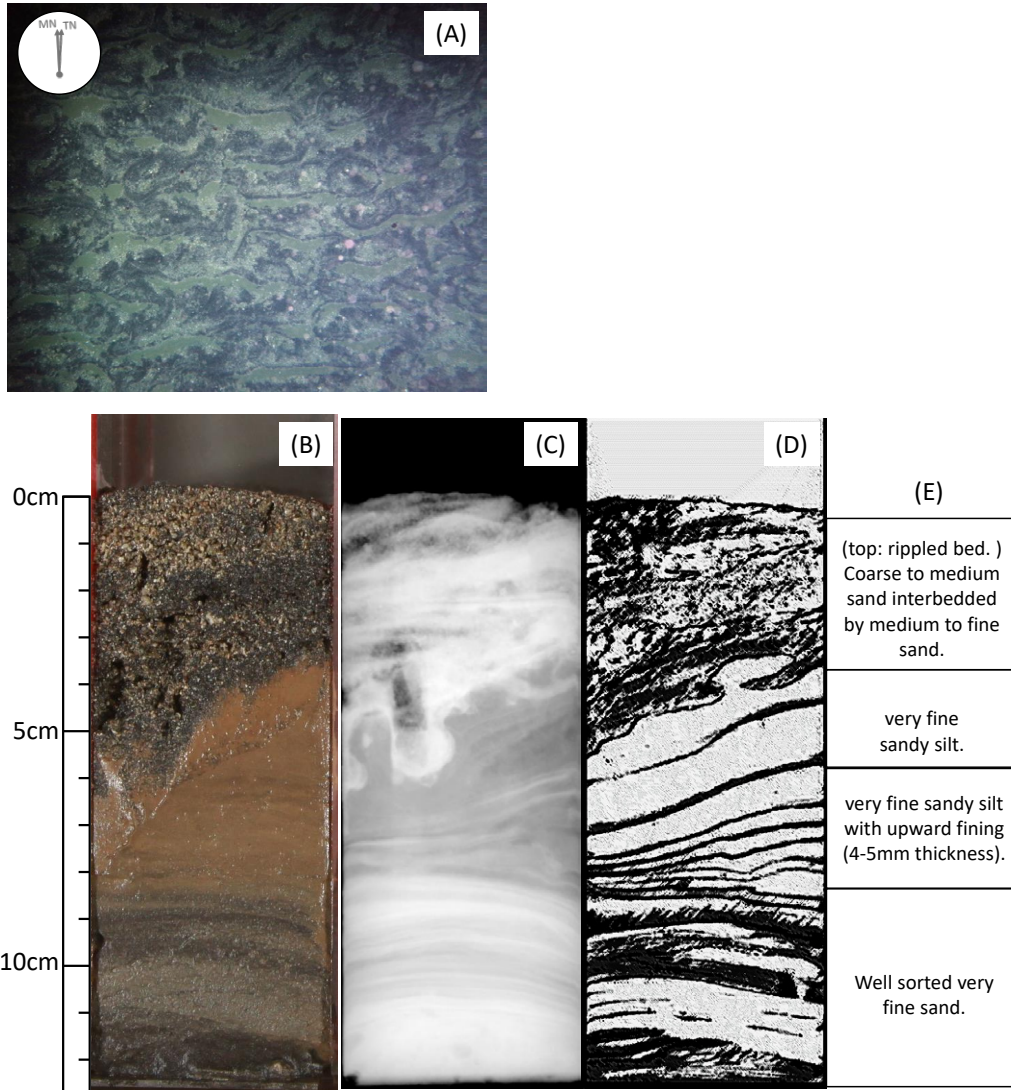 MN TN
(A)
(B)
(C)
(D)
(E)
0cm
5cm
10cm
(top: rippled bed. )
Coarse to medium
sand interbedded
by medium to fine
sand.
very fine
sandy silt.
very fine sandy silt
with upward fining
(4-5mm thickness).
Well sorted very
fine sand.